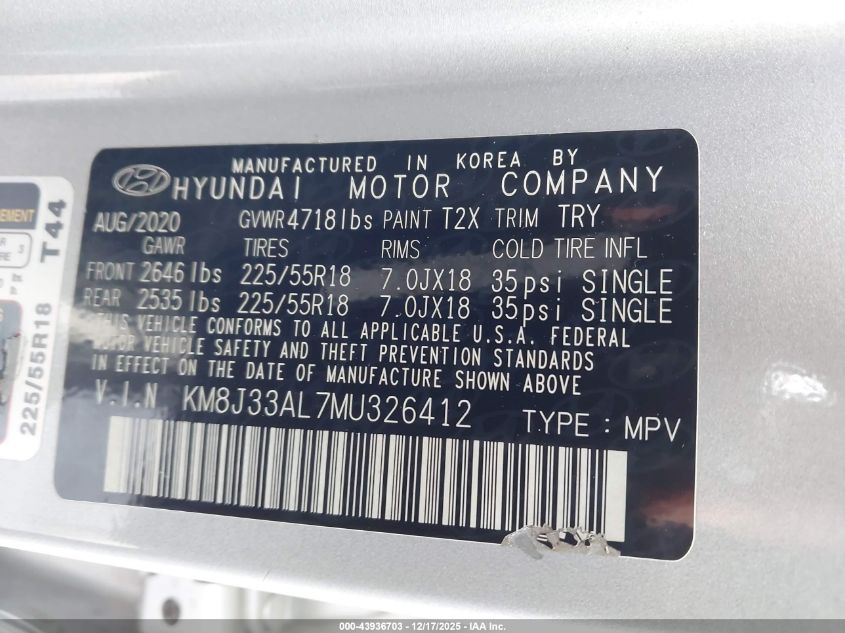 MANUFACTURED IN KOREA BY
HYUNDAI MOTOR COMPANY
AUG/2020 GVWR 4718lbs PAINT T2X TRIM TRY
GAWR TIRES RIMS COLD TIRE INFL
FRONT 2646 lbs 225/55R18 7.0JX18 35psi SINGLE
REAR 2535 lbs 225/55R18 7.0JX18 35psi SINGLE
THIS VEHICLE CONFORMS TO ALL APPLICABLE U.S.A. FEDERAL
MOTOR VEHICLE SAFETY AND THEFT PREVENTION STANDARDS
IN EFFECT ON THE DATE OF MANUFACTURE SHOWN ABOVE
V.I.N KM8J33AL7MU326412 TYPE : MPV
225/55R18 T44
000-43936703 — 12/17/2025 - IAA Inc.